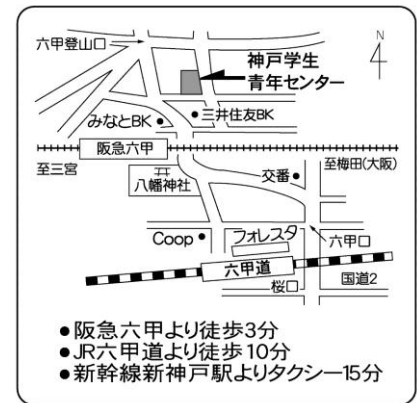 六甲登山口
神戸学生
青年センター
N
4
みなとBK
三井住友BK
阪急六甲
至三宮
至梅田(大阪)
八幡神社
交番
Coop
フォレスタ
六甲口
六甲道
桜口
国道2
●阪急六甲より徒歩3分
●JR六甲道より徒歩10分
●新幹線新神戸駅よりタクシー15分